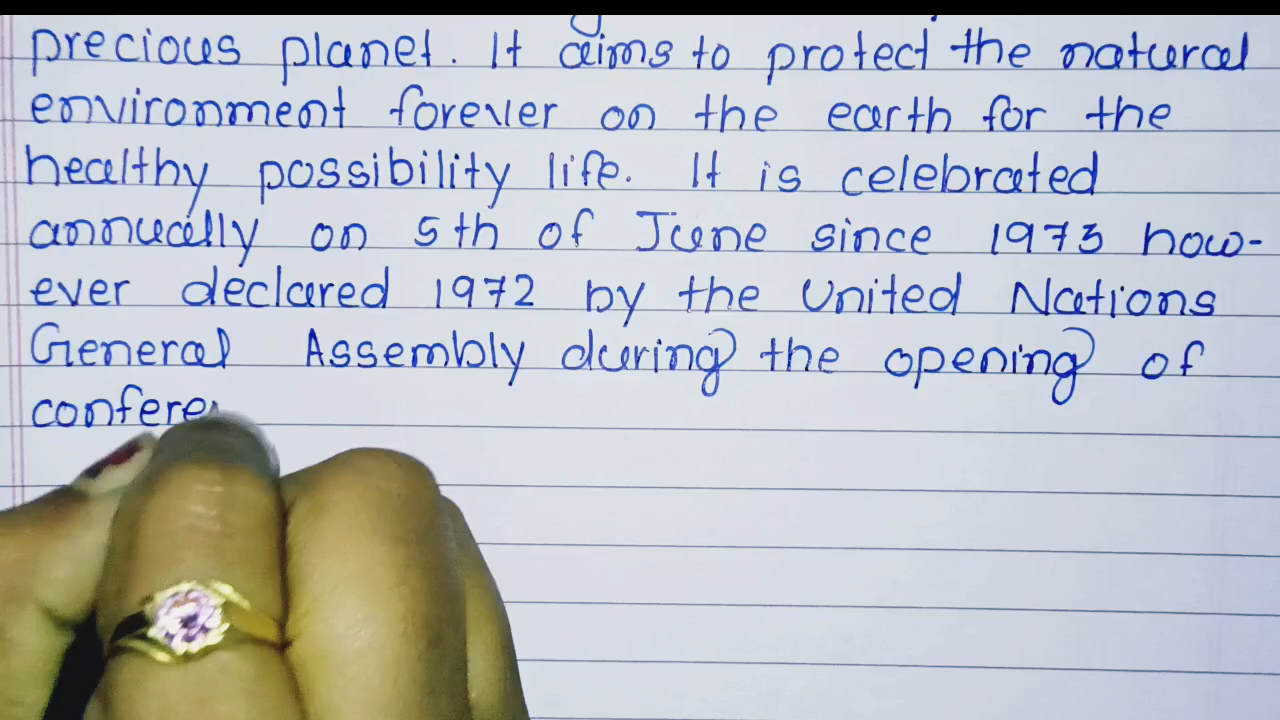 precious planet. It aims to protect the natural
environment forever on the earth for the
healthy possibility life. It is celebrated
annually on 5th of June since 1973 how-
ever declared 1972 by the United Nations
General Assembly during the opening of
confere